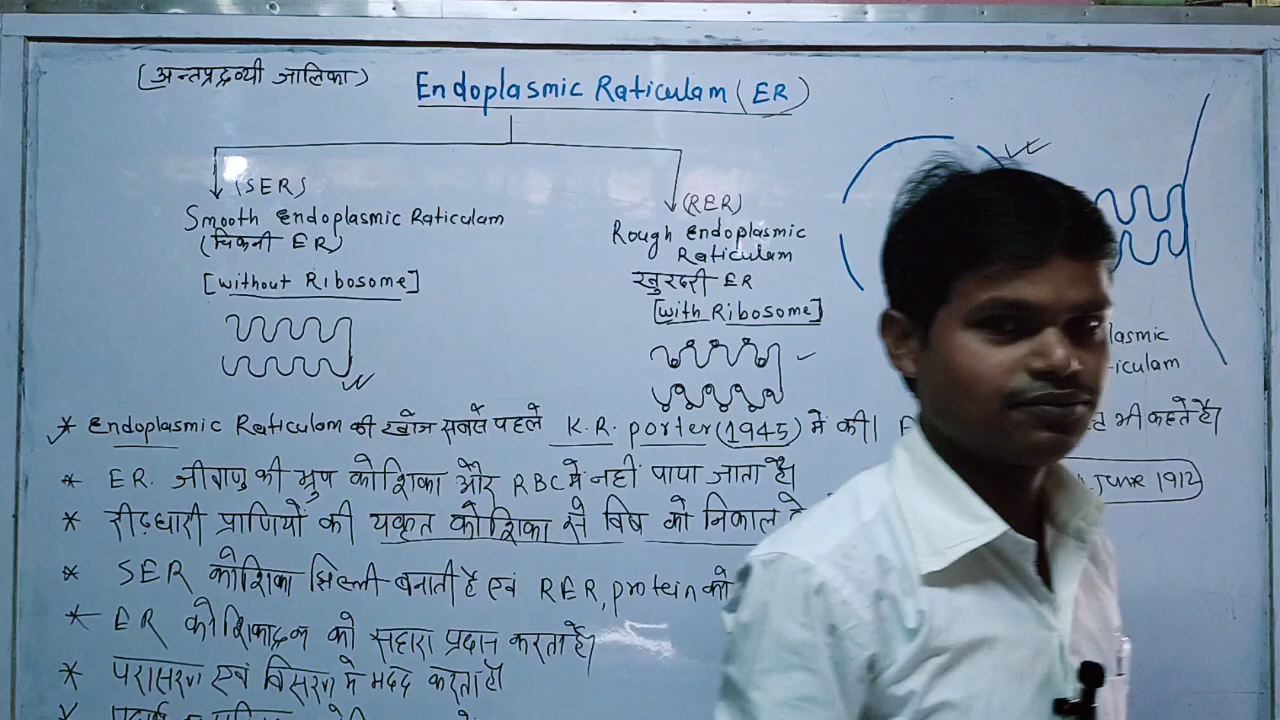 (अन्तप्रद्रव्यी जालिका) Endoplasmic Raticulam (ER)
(SER)
Smooth Endoplasmic Raticulam
(चिकनी ER)
[without Ribosome]
(RER)
Rough Endoplasmic
Raticulam
खुरदरी ER
[with Ribosome]
lasmic
iculam
* Endoplasmic Raticulam की खोज सबसे पहले K.R. porter (1945) में की। भी कहते है।
* ER. जीवाणु की भ्रुण कोशिका और RBC में नहीं पाया जाता है।
June 1912
* रीढ़धारी प्राणियों की यकृत कोशिका से विष को निकाल
* SER कोशिका झिल्ली बनाती है एवं RER, protein को
* ER कोशिकाद्रव्य को सहारा प्रदान करता है।
* परासरण एवं विसरण मे मदद करता है।